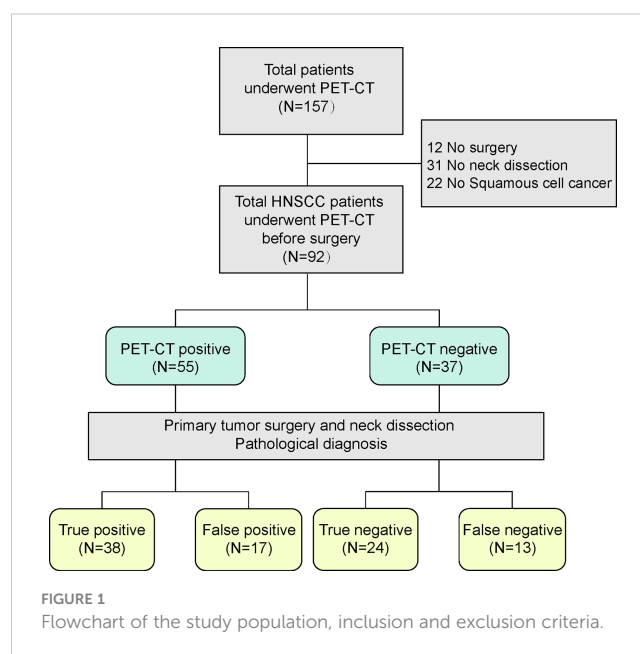 Total patients
underwent PET-CT
(N=157）
12 No surgery
31 No neck dissection
22 No Squamous cell cancer
Total HNSCC patients
underwent PET-CT
before surgery
(N=92）
PET-CT positive
(N=55)
PET-CT negative
(N=37)
Primary tumor surgery and neck dissection
Pathological diagnosis
True positive
(N=38)
False positive
(N=17)
True negative
(N=24)
False negative
(N=13)
FIGURE 1
Flowchart of the study population, inclusion and exclusion criteria.